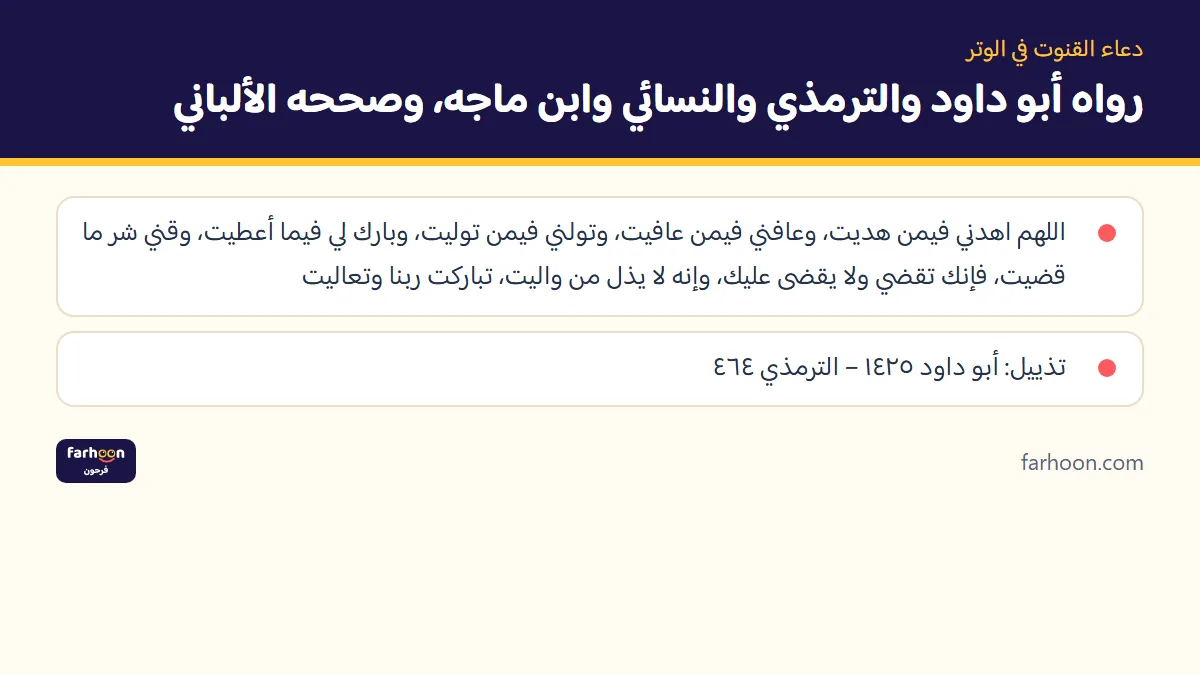 دعاء القنوت في الوتر
رواه أبو داود والترمذي والنسائي وابن ماجه، وصححه الألباني
اللهم اهدني فيمن هديت، وعافني فيمن عافيت، وتولني فيمن توليت، وبارك لي فيما أعطيت، وقني شر ما
قضيت، فإنك تقضي ولا يقضى عليك، وإنه لا يذل من واليت، تباركت ربنا وتعاليت
تذييل: أبو داود ١٤٢٥ – الترمذي ٤٦٤
farhoon.com
farhoon
فرحون